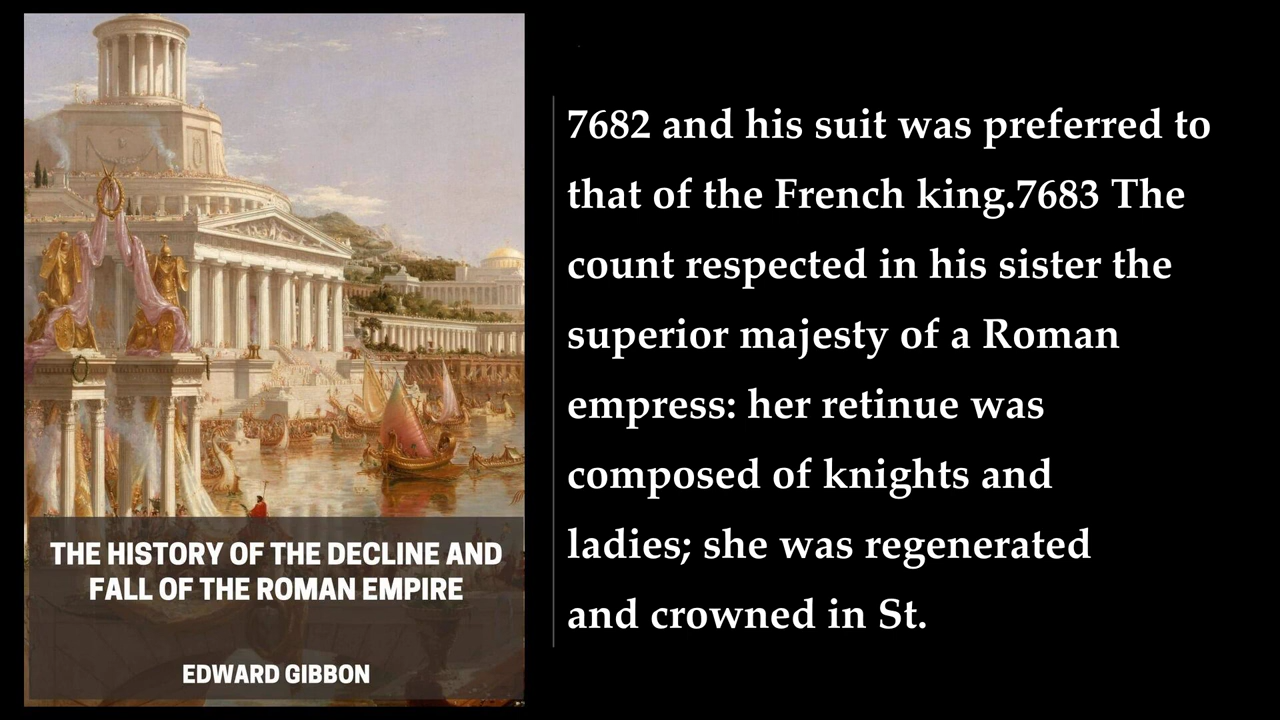 THE HISTORY OF THE DECLINE AND
FALL OF THE ROMAN EMPIRE
EDWARD GIBBON
7682 and his suit was preferred to
that of the French king.7683 The
count respected in his sister the
superior majesty of a Roman
empress: her retinue was
composed of knights and
ladies; she was regenerated
and crowned in St.